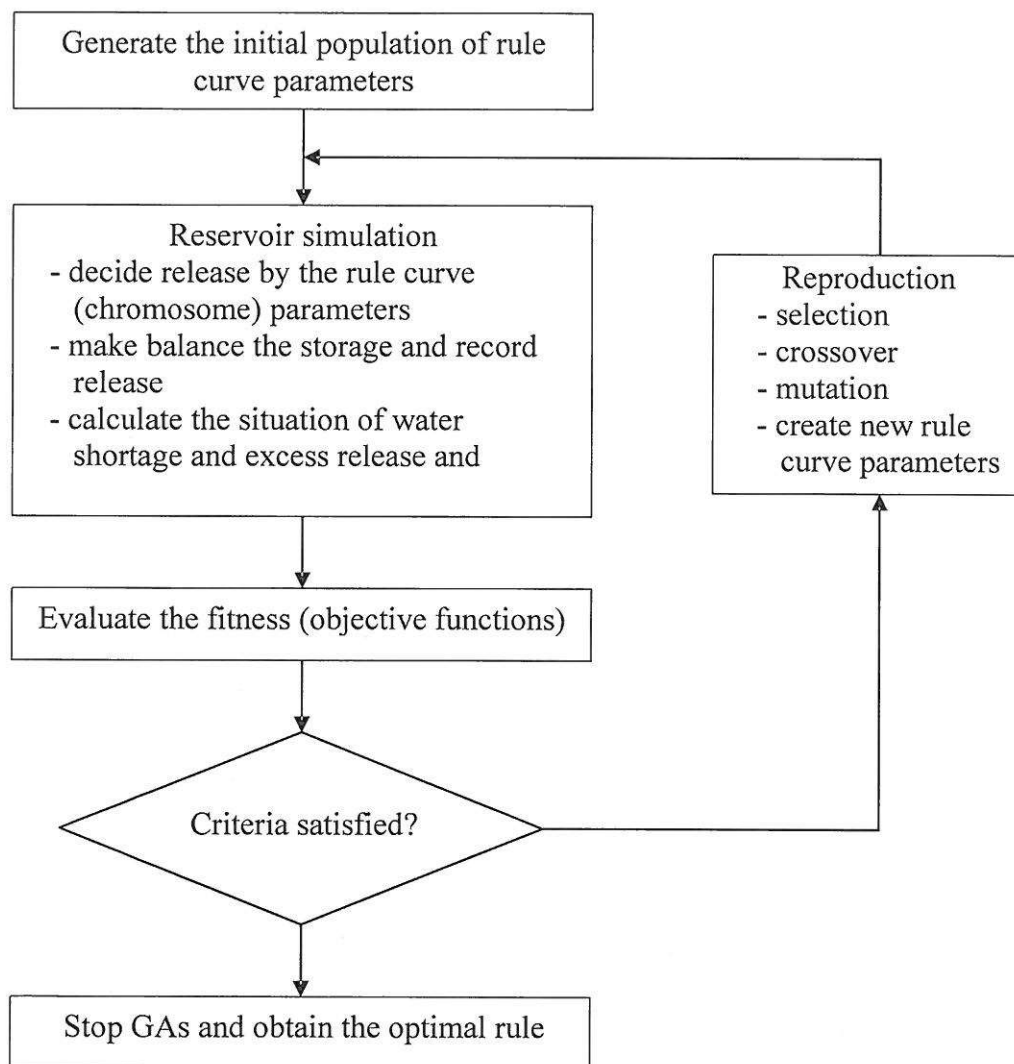 Generate the initial population of rule
curve parameters
Reservoir simulation
- decide release by the rule curve
(chromosome) parameters
- make balance the storage and record
release
- calculate the situation of water
shortage and excess release and
Reproduction
- selection
- crossover
- mutation
- create new rule
curve parameters
Evaluate the fitness (objective functions)
Criteria satisfied?
Stop GAs and obtain the optimal rule